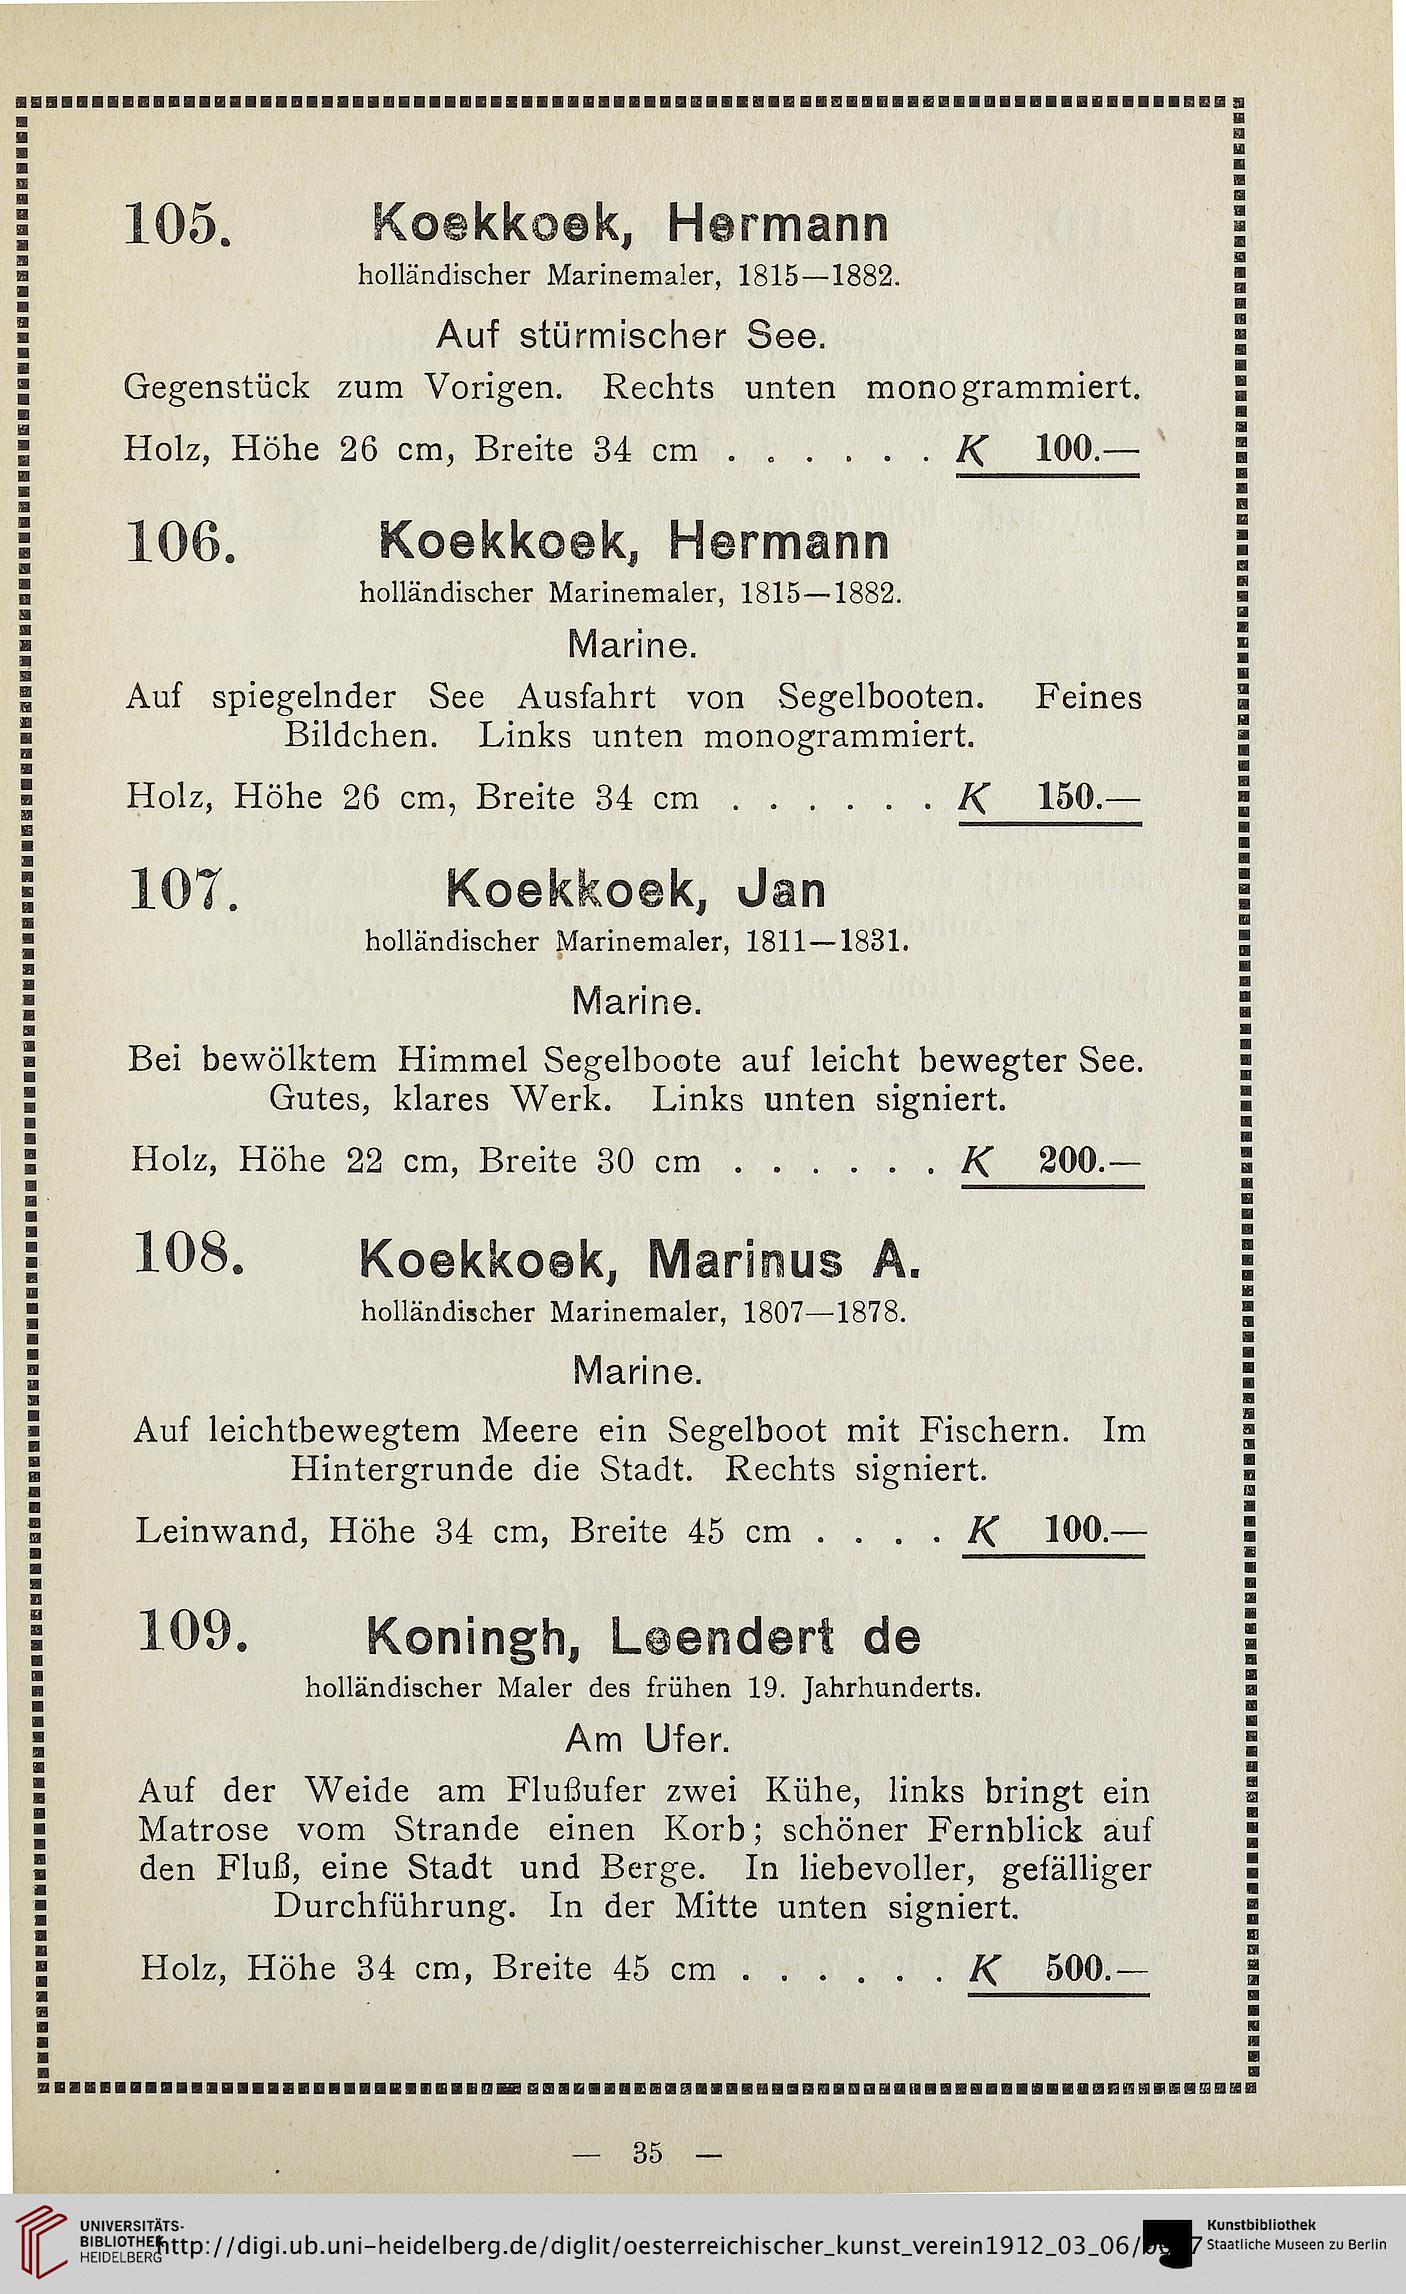 105. Koekkoek, Hermann
holländischer Marinemaler, 1815—1882.
Auf stürmischer See.
Gegenstück zum Vorigen. Rechts unten monogrammiert.
Holz, Höhe 26 cm, Breite 34 cm . . . . . . K 100.—
106. Koekkoek, Hermann
holländischer Marinemaler, 1815—1882.
Marine.
Auf spiegelnder See Ausfahrt von Segelbooten. Feines
Bildchen. Links unten monogrammiert.
Holz, Höhe 26 cm, Breite 34 cm . . . . . . K 150.—
107. Koekkoek, Jan
holländischer Marinemaler, 1811—1831.
Marine.
Bei bewölktem Himmel Segelboote auf leicht bewegter See.
Gutes, klares Werk. Links unten signiert.
Holz, Höhe 22 cm, Breite 30 cm . . . . . . K 200.—
108. Koekkoek, Marinus A.
holländischer Marinemaler, 1807—1878.
Marine.
Auf leichtbewegtem Meere ein Segelboot mit Fischern. Im
Hintergrunde die Stadt. Rechts signiert.
Leinwand, Höhe 34 cm, Breite 45 cm . . . . K 100.—
109. Koningh, Leendert de
holländischer Maler des frühen 19. Jahrhunderts.
Am Ufer.
Auf der Weide am Flußufer zwei Kühe, links bringt ein
Matrose vom Strande einen Korb; schöner Fernblick auf
den Fluß, eine Stadt und Berge. In liebevoller, gefälliger
Durchführung. In der Mitte unten signiert.
Holz, Höhe 34 cm, Breite 45 cm . . . . . . K 500.—
— 35 —
UNIVERSITÄTS-
BIBLIOTHEK
HEIDELBERG
http://digi.ub.uni-heidelberg.de/diglit/oesterreichischer_kunst_verein1912_03_06/
Kunstbibliothek
Staatliche Museen zu Berlin